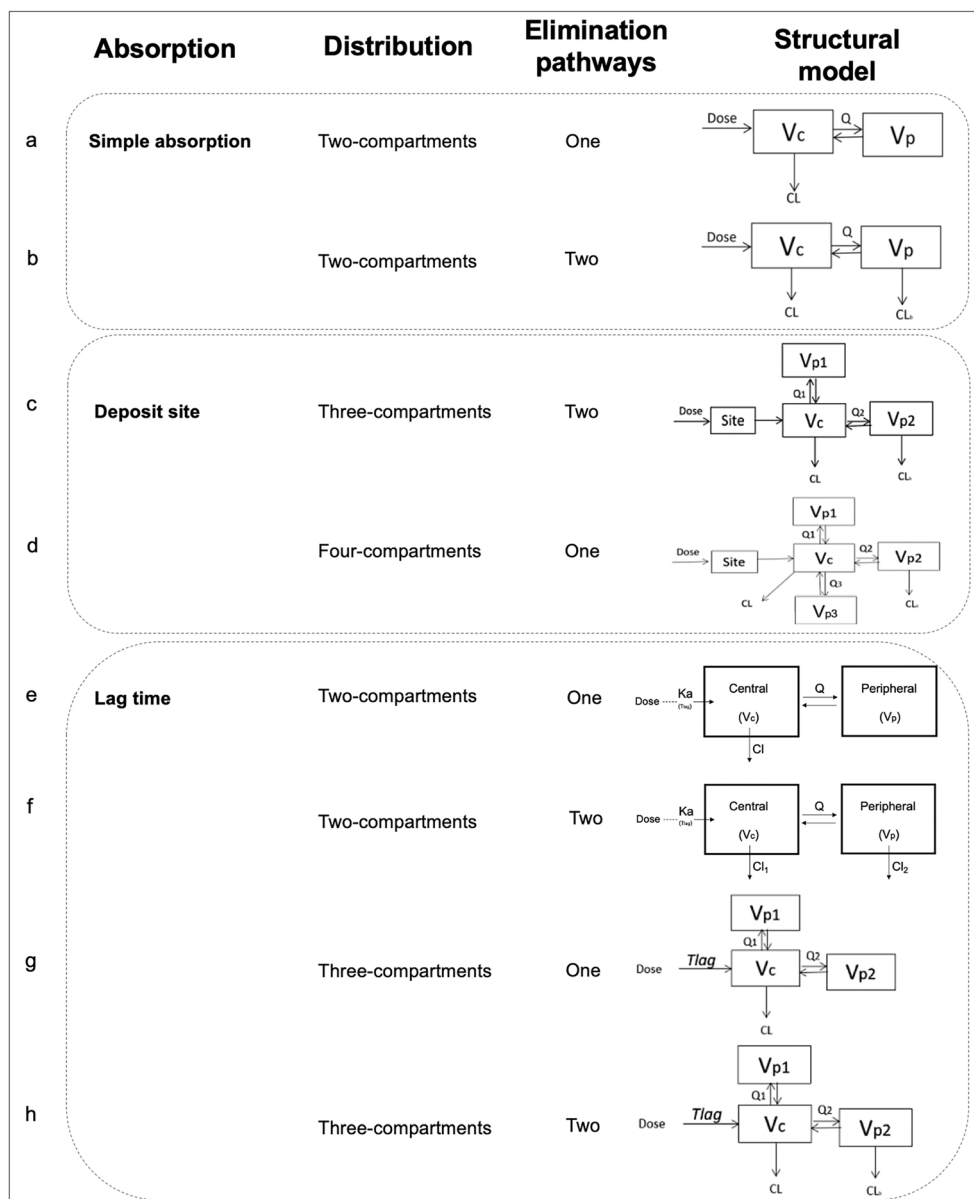 Absorption Distribution Elimination pathways Structural model
a Simple absorption Two-compartments One
Dose Vc Q Vp
CL
b Two-compartments Two
Dose Vc Q Vp
CL CLb
c Deposit site Three-compartments Two
Vp1
Q1
Dose Site Vc Q2 Vp2
CL
d Four-compartments One
Vp1
Q1
Dose Site Vc Q2 Vp2
Q3
CL
Vp3
e Lag time Two-compartments One
Dose Ka (Tlag) Central (Vc) Q Peripheral (Vp)
Cl
f Two-compartments Two
Dose Ka (Tlag) Central (Vc) Q Peripheral (Vp)
Cl1 Cl2
g Three-compartments One
Vp1
Q1
Dose Tlag Vc Q2 Vp2
CL
h Three-compartments Two
Vp1
Q1
Dose Tlag Vc Q2 Vp2
CL CLb